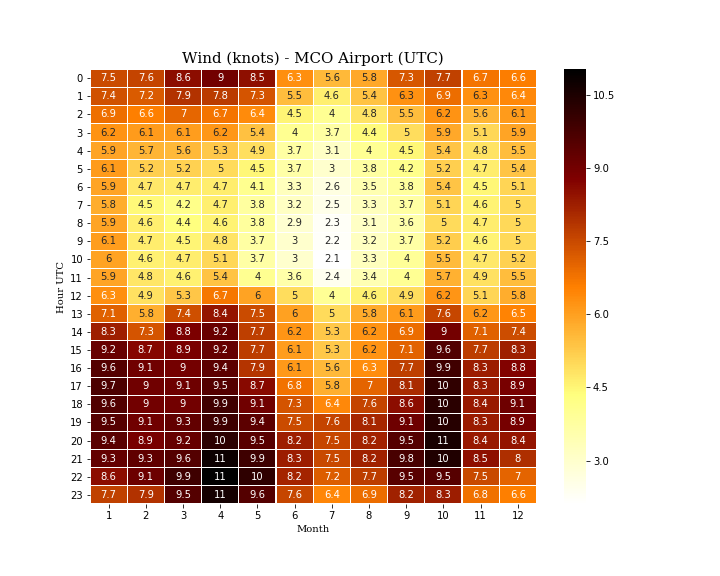 Wind (knots) - MCO Airport (UTC)
0 7.5 7.6 8.6 9 8.5 6.3 5.6 5.8 7.3 7.7 6.7 6.6
1 7.4 7.2 7.9 7.8 7.3 5.5 4.6 5.4 6.3 6.9 6.3 6.4
2 6.9 6.6 7 6.7 6.4 4.5 4 4.8 5.5 6.2 5.6 6.1
3 6.2 6.1 6.1 6.2 5.4 4 3.7 4.4 5 5.9 5.1 5.9
4 5.9 5.7 5.6 5.3 4.9 3.7 3.1 4 4.5 5.4 4.8 5.5
5 6.1 5.2 5.2 5 4.5 3.7 3 3.8 4.2 5.2 4.7 5.4
6 5.9 4.7 4.7 4.7 4.1 3.3 2.6 3.5 3.8 5.4 4.5 5.1
7 5.8 4.5 4.2 4.7 3.8 3.2 2.5 3.3 3.7 5.1 4.6 5
8 5.9 4.6 4.4 4.6 3.8 2.9 2.3 3.1 3.6 5 4.7 5
9 6.1 4.7 4.5 4.8 3.7 3 2.2 3.2 3.7 5.2 4.6 5
10 6 4.6 4.7 5.1 3.7 3 2.1 3.3 4 5.5 4.7 5.2
11 5.9 4.8 4.6 5.4 4 3.6 2.4 3.4 4 5.7 4.9 5.5
12 6.3 4.9 5.3 6.7 6 5 4 4.6 4.9 6.2 5.1 5.8
13 7.3 5.8 7.4 8.4 7.5 6 5 5.8 6.1 7.6 6.2 6.5
14 8.3 7.3 8.8 9.2 7.7 6.2 5.3 6.2 6.9 9 7.1 7.4
15 9.2 8.7 8.9 9.2 7.7 6.1 5.3 6.2 7.1 9.6 7.7 8.3
16 9.6 9.1 9 9.4 7.9 6.1 5.6 6.3 7.7 9.9 8.3 8.8
17 9.7 9 9.1 9.5 8.7 6.8 5.8 7 8.1 10 8.3 8.9
18 9.6 9 9 9.9 9.1 7.3 6.4 7.6 8.6 10 8.4 9.1
19 9.5 9.1 9.3 9.9 9.4 7.5 7.6 8.1 9.1 10 8.3 8.9
20 9.4 8.9 9.2 10 9.5 8.2 7.5 8.2 9.5 11 8.4 8.4
21 9.3 9.3 9.6 11 9.9 8.3 7.5 8.2 9.8 10 8.5 8
22 8.6 9.1 9.9 11 10 8.2 7.2 7.7 9.5 9.5 7.5 7
23 7.7 7.9 9.5 11 9.6 7.6 6.4 6.9 8.2 8.3 6.8 6.6
1 2 3 4 5 6 7 8 9 10 11 12
Month
Hour UTC
10.5
9.0
7.5
6.0
4.5
3.0